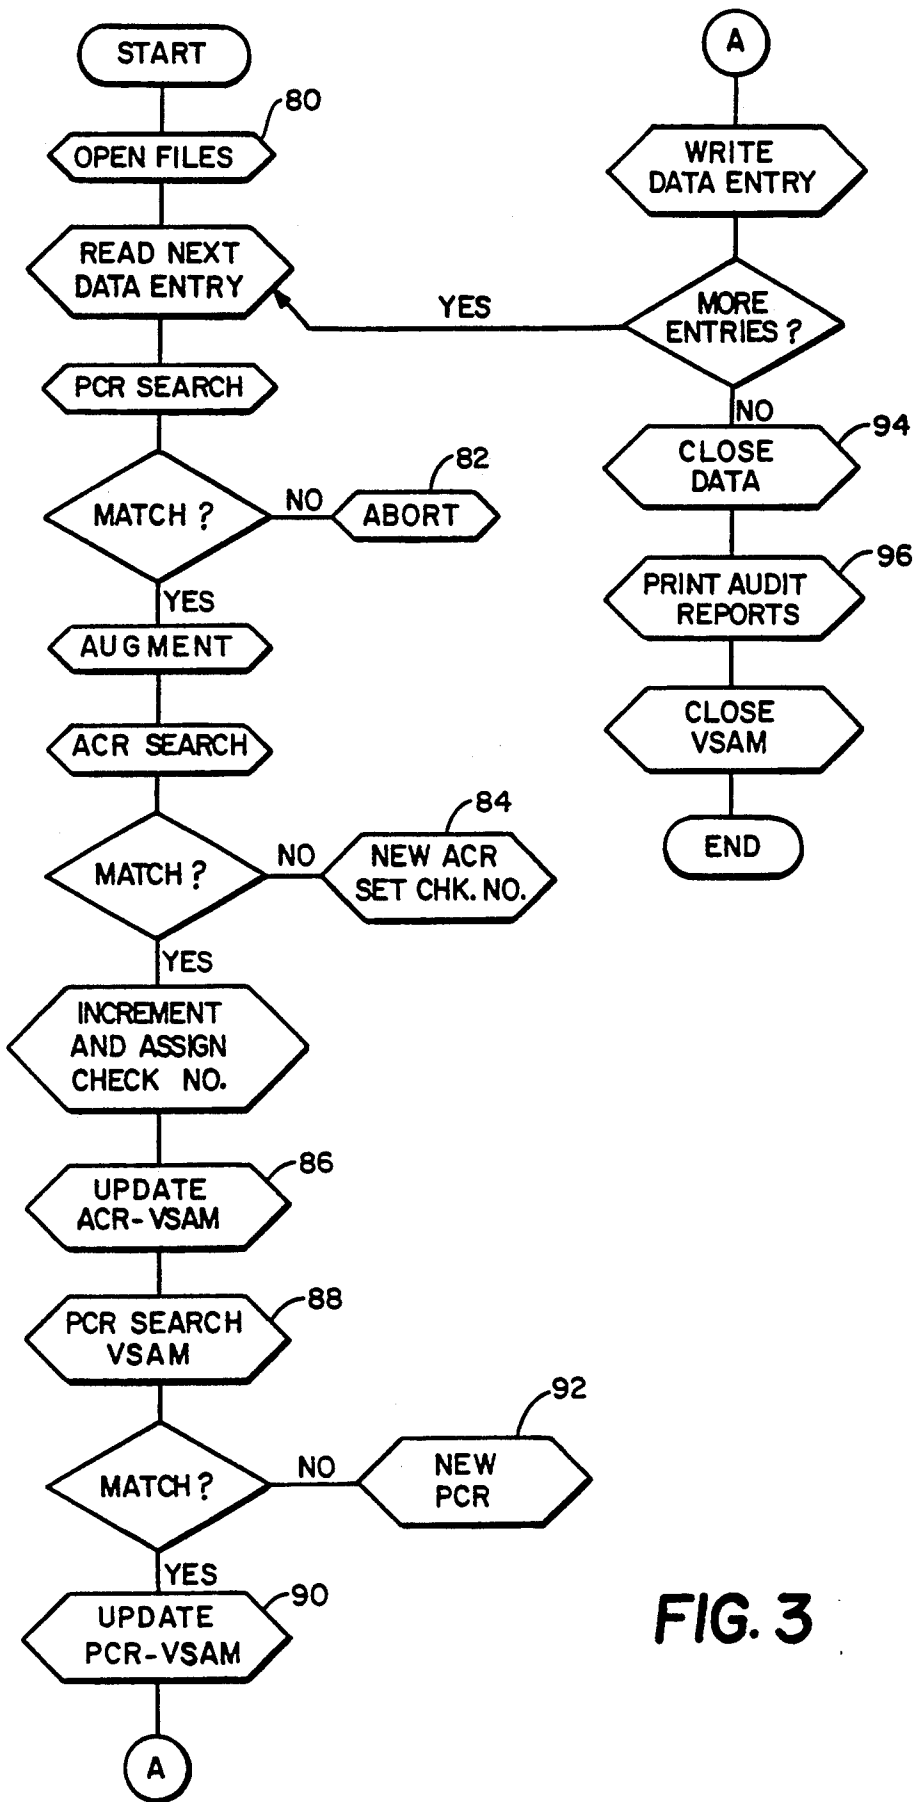 START
80
OPEN FILES
READ NEXT
DATA ENTRY
PCR SEARCH
MATCH?
NO
82
ABORT
YES
AUGMENT
ACR SEARCH
MATCH?
NO
84
NEW ACR
SET CHK. NO.
YES
INCREMENT
AND ASSIGN
CHECK NO.
86
UPDATE
ACR-VSAM
88
PCR SEARCH
VSAM
MATCH?
NO
92
NEW
PCR
YES
90
UPDATE
PCR-VSAM
A
A
WRITE
DATA ENTRY
MORE
ENTRIES?
YES
NO
94
CLOSE
DATA
96
PRINT AUDIT
REPORTS
CLOSE
VSAM
END
FIG. 3